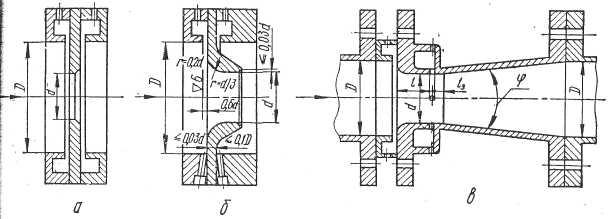 D
d
а
D
r=0,2d
▽6
r=d/3
0,6d
≤0,03d
≤0,1D
≤0,03d
d
б
D
l
d
l₂
φ
D
в